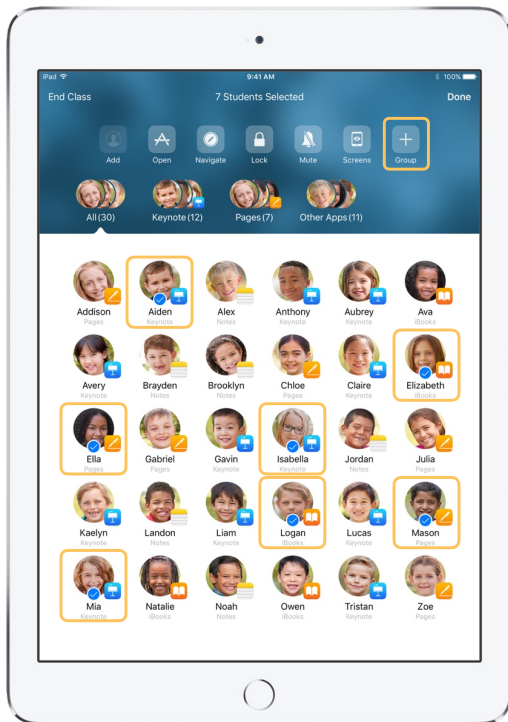 iPad 9:41 AM 100%
End Class 7 Students Selected Done
Add Open Navigate Lock Mute Screens Group
All (30) Keynote (12) Pages (7) Other Apps (11)
Addison Aiden Alex Anthony Aubrey Ava
Pages Keynote Notes Keynote Keynote iBooks
Avery Brayden Brooklyn Chloe Claire Elizabeth
Keynote Notes Notes Pages Keynote iBooks
Ella Gabriel Gavin Isabella Jordan Julia
Pages Pages Keynote Keynote Notes Pages
Kaelyn Landon Liam Logan Lucas Mason
Keynote Notes Keynote iBooks Keynote Pages
Mia Natalie Noah Owen Tristan Zoe
Keynote iBooks Notes iBooks Keynote Pages